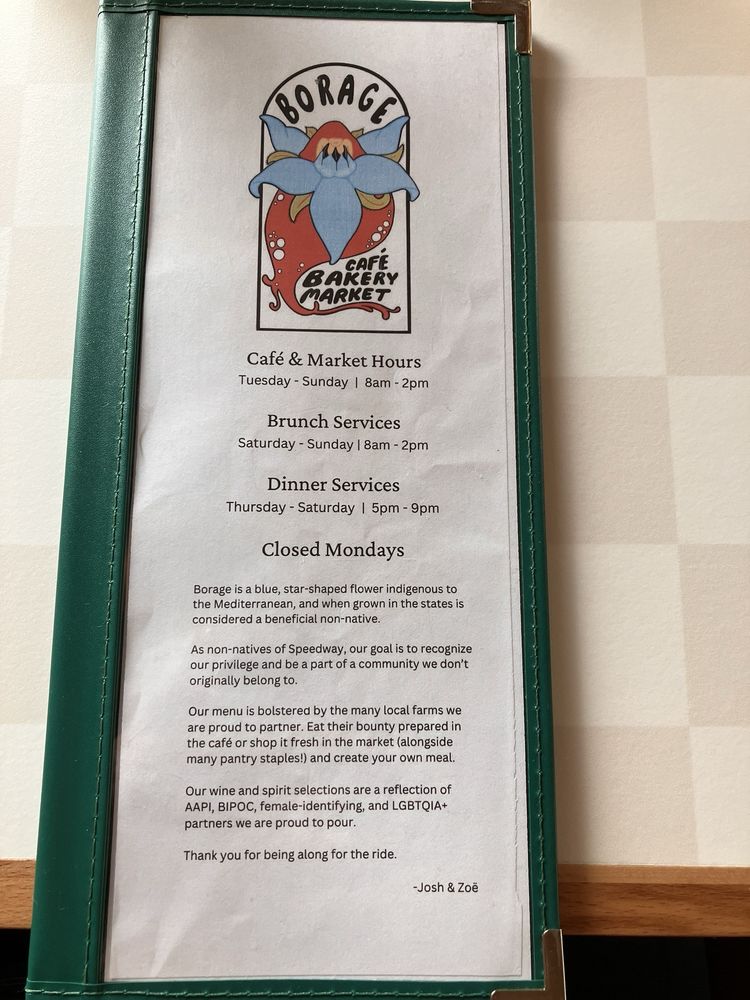 BORAGE
CAFÉ
BAKERY
MARKET
Café & Market Hours
Tuesday - Sunday | 8am - 2pm
Brunch Services
Saturday - Sunday | 8am - 2pm
Dinner Services
Thursday - Saturday | 5pm - 9pm
Closed Mondays
Borage is a blue, star-shaped flower indigenous to
the Mediterranean, and when grown in the states is
considered a beneficial non-native.
As non-natives of Speedway, our goal is to recognize
our privilege and be a part of a community we don't
originally belong to.
Our menu is bolstered by the many local farms we
are proud to partner. Eat their bounty prepared in
the café or shop it fresh in the market (alongside
many pantry staples!) and create your own meal.
Our wine and spirit selections are a reflection of
AAPI, BIPOC, female-identifying, and LGBTQIA+
partners we are proud to pour.
Thank you for being along for the ride.
-Josh & Zoë